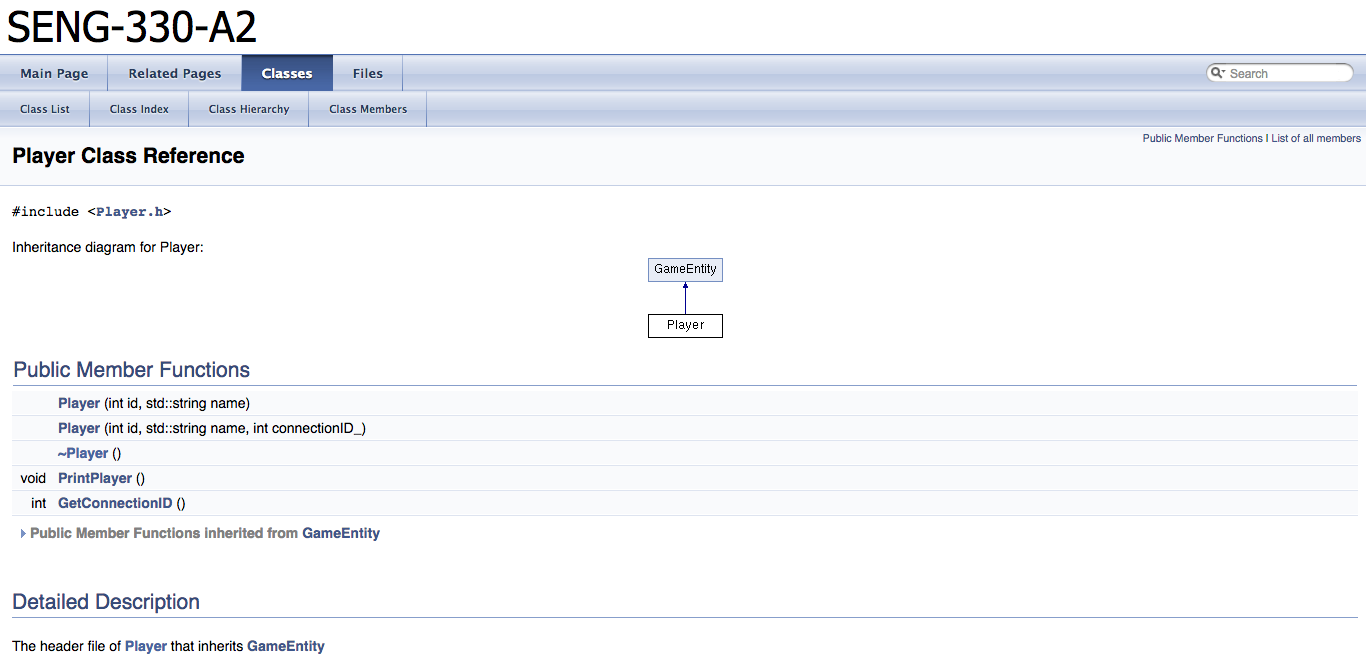 SENG-330-A2
Main Page Related Pages Classes Files Search
Class List Class Index Class Hierarchy Class Members
Public Member Functions | List of all members
Player Class Reference
#include <Player.h>
Inheritance diagram for Player:
GameEntity
Player
Public Member Functions
Player (int id, std::string name)
Player (int id, std::string name, int connectionID_)
~Player ()
void PrintPlayer ()
int GetConnectionID ()
Public Member Functions inherited from GameEntity
Detailed Description
The header file of Player that inherits GameEntity